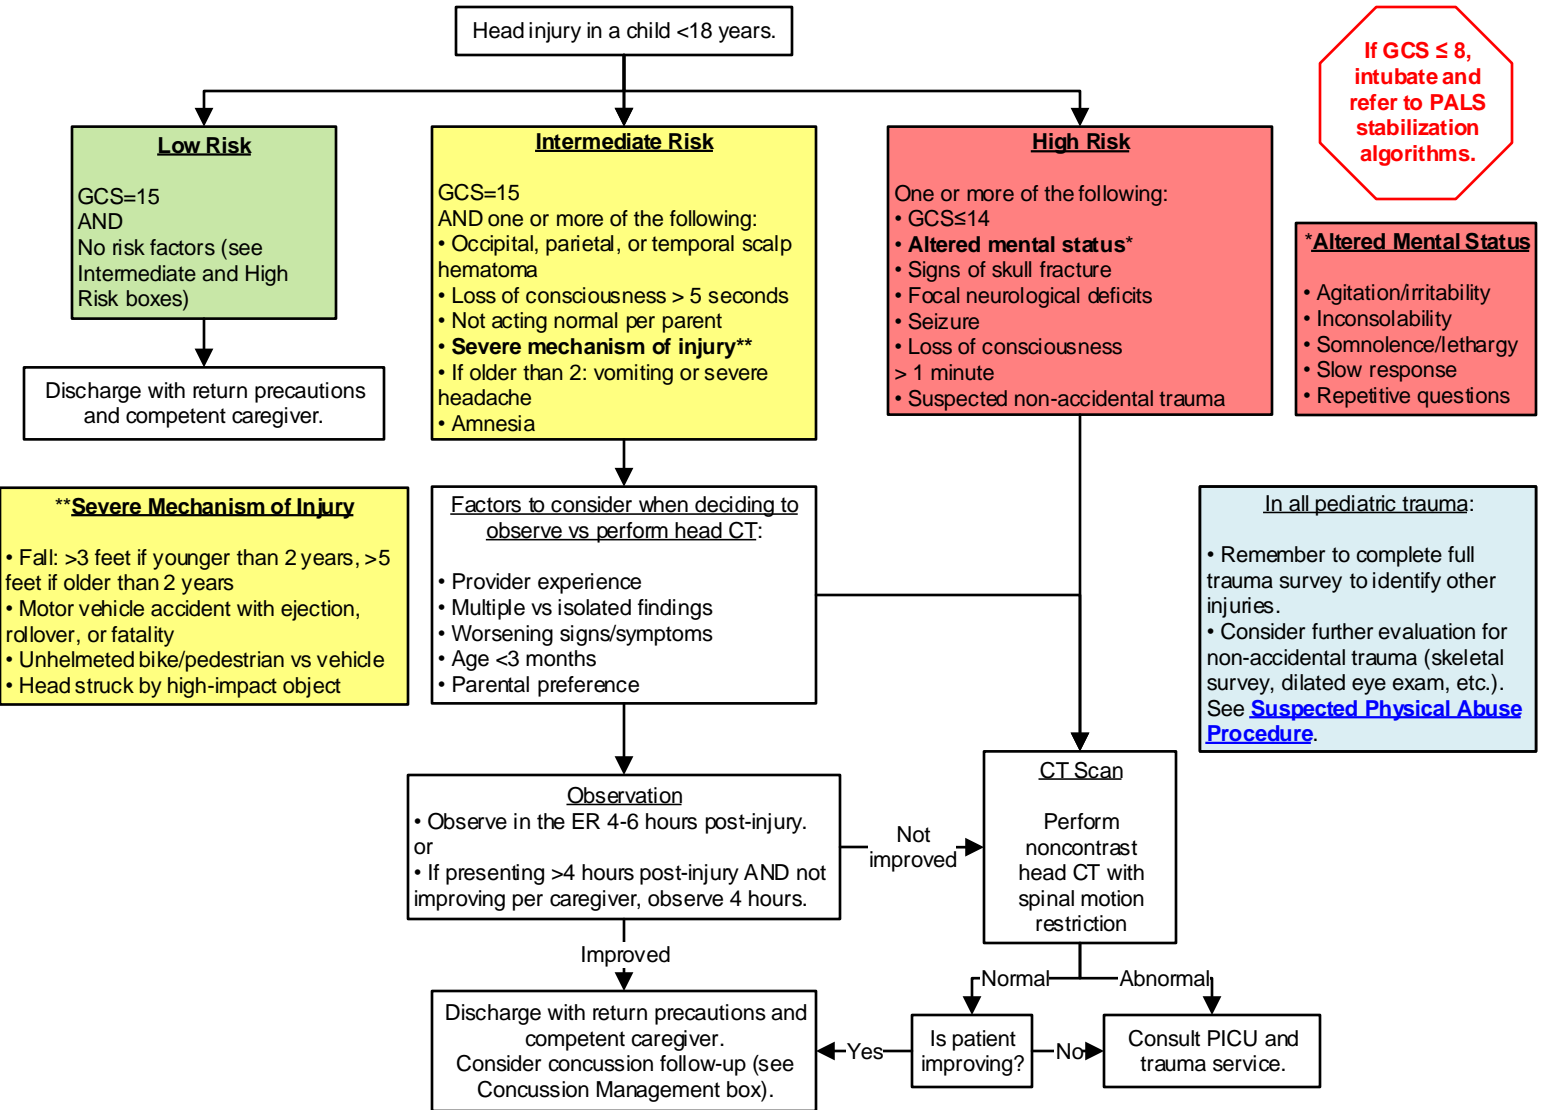 Head injury in a child <18 years.
If GCS ≤ 8,
intubate and
refer to PALS
stabilization
algorithms.
Low Risk
GCS=15
AND
No risk factors (see
Intermediate and High
Risk boxes)
Intermediate Risk
GCS=15
AND one or more of the following:
• Occipital, parietal, or temporal scalp
hematoma
• Loss of consciousness > 5 seconds
• Not acting normal per parent
• Severe mechanism of injury**
• If older than 2: vomiting or severe
headache
• Amnesia
High Risk
One or more of the following:
• GCS≤14
• Altered mental status*
• Signs of skull fracture
• Focal neurological deficits
• Seizure
• Loss of consciousness
> 1 minute
• Suspected non-accidental trauma
*Altered Mental Status
• Agitation/irritability
• Inconsolability
• Somnolence/lethargy
• Slow response
• Repetitive questions
Discharge with return precautions
and competent caregiver.
**Severe Mechanism of Injury
• Fall: >3 feet if younger than 2 years, >5
feet if older than 2 years
• Motor vehicle accident with ejection,
rollover, or fatality
• Unhelmeted bike/pedestrian vs vehicle
• Head struck by high-impact object
Factors to consider when deciding to
observe vs perform head CT:
• Provider experience
• Multiple vs isolated findings
• Worsening signs/symptoms
• Age <3 months
• Parental preference
In all pediatric trauma:
• Remember to complete full
trauma survey to identify other
injuries.
• Consider further evaluation for
non-accidental trauma (skeletal
survey, dilated eye exam, etc.).
See Suspected Physical Abuse
Procedure.
Observation
• Observe in the ER 4-6 hours post-injury.
or
• If presenting >4 hours post-injury AND not
improving per caregiver, observe 4 hours.
Not
improved
CT Scan
Perform
noncontrast
head CT with
spinal motion
restriction
Improved
Normal
Abnormal
Discharge with return precautions and
competent caregiver.
Consider concussion follow-up (see
Concussion Management box).
Yes
Is patient
improving?
No
Consult PICU and
trauma service.